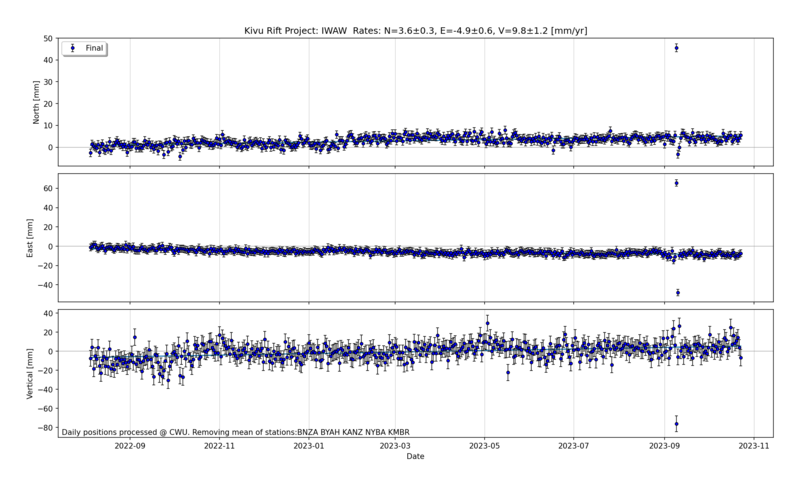 Kivu Rift Project: IWAW  Rates: N=3.6±0.3, E=-4.9±0.6, V=9.8±1.2 [mm/yr]
Final
North [mm]
50
40
30
20
10
0
East [mm]
60
40
20
0
−20
−40
Vertical [mm]
40
20
0
−20
−40
−60
−80
Daily positions processed @ CWU. Removing mean of stations:BNZA BYAH KANZ NYBA KMBR
2022-09 2022-11 2023-01 2023-03 2023-05 2023-07 2023-09 2023-11
Date